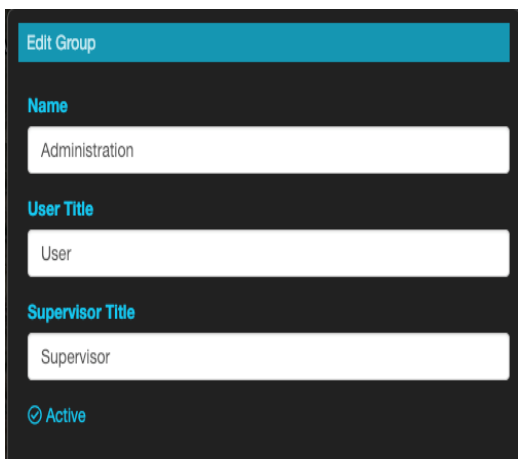 Edit Group
Name
Administration
User Title
User
Supervisor Title
Supervisor
Active